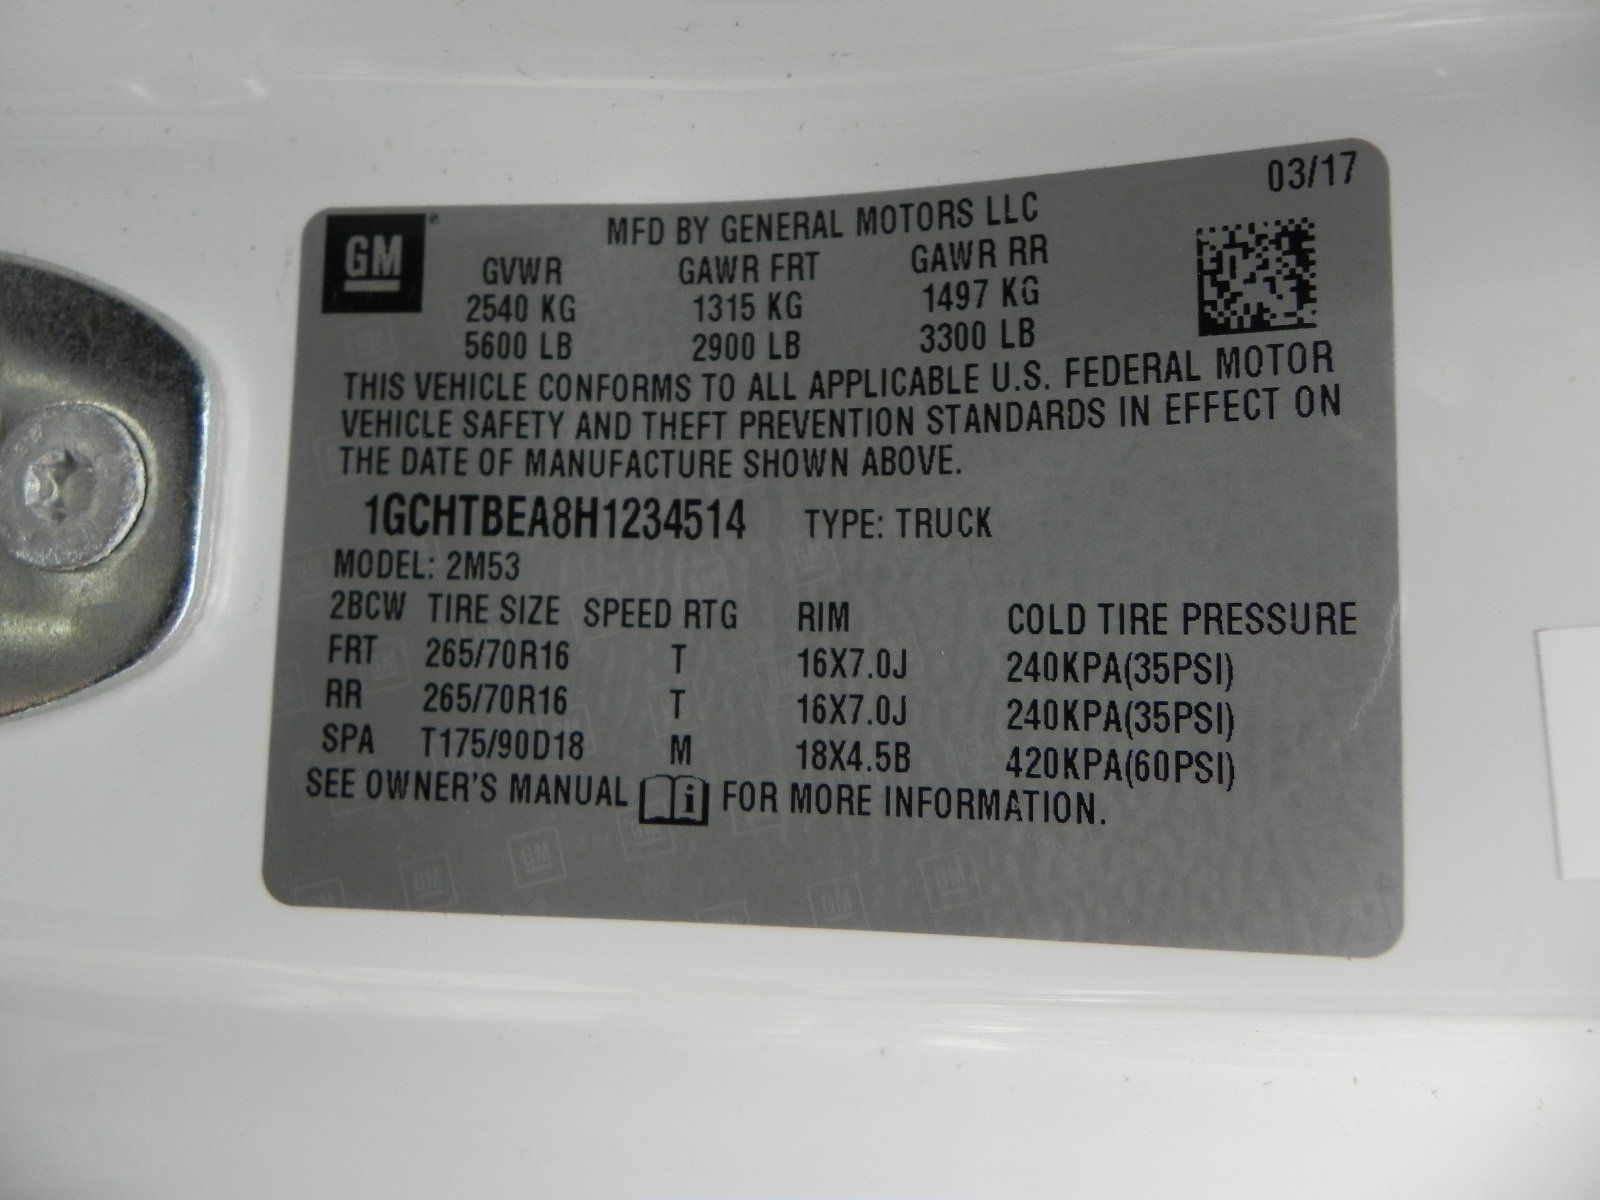 03/17
GM
MFD BY GENERAL MOTORS LLC
GVWR GAWR FRT GAWR RR
2540 KG 1315 KG 1497 KG
5600 LB 2900 LB 3300 LB
THIS VEHICLE CONFORMS TO ALL APPLICABLE U.S. FEDERAL MOTOR
VEHICLE SAFETY AND THEFT PREVENTION STANDARDS IN EFFECT ON
THE DATE OF MANUFACTURE SHOWN ABOVE.
1GCHTBEA8H1234514 TYPE: TRUCK
MODEL: 2M53
2BCW TIRE SIZE SPEED RTG RIM COLD TIRE PRESSURE
FRT 265/70R16 T 16X7.0J 240KPA(35PSI)
RR 265/70R16 T 16X7.0J 240KPA(35PSI)
SPA T175/90D18 M 18X4.5B 420KPA(60PSI)
SEE OWNER'S MANUAL i FOR MORE INFORMATION.